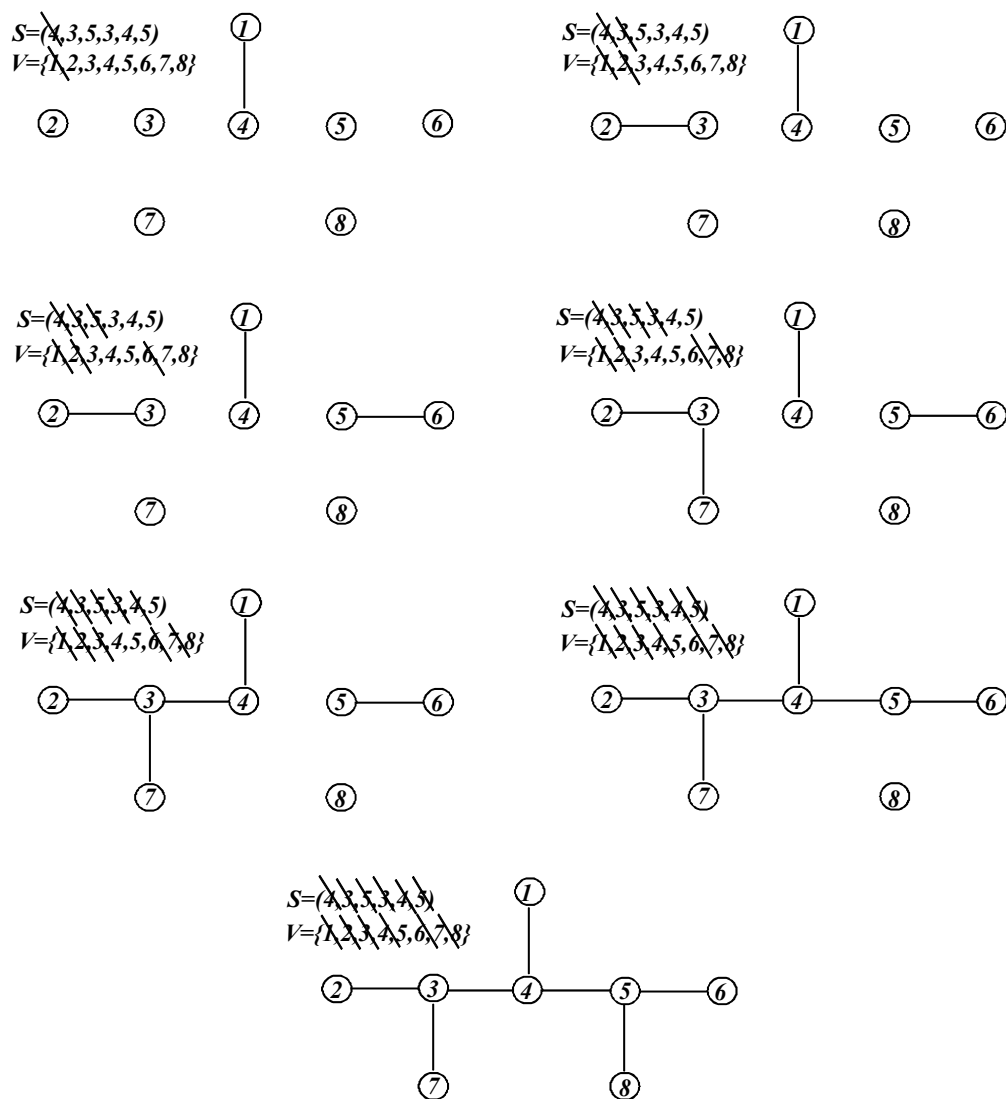 S=(4,3,5,3,4,5)
V={1,2,3,4,5,6,7,8}
1
2 3 4 5 6
7 8
S=(4,3,5,3,4,5)
V={1,2,3,4,5,6,7,8}
1
2 3 4 5 6
7 8
S=(4,3,5,3,4,5)
V={1,2,3,4,5,6,7,8}
1
2 3 4 5 6
7 8
S=(4,3,5,3,4,5)
V={1,2,3,4,5,6,7,8}
1
2 3 4 5 6
7 8
S=(4,3,5,3,4,5)
V={1,2,3,4,5,6,7,8}
1
2 3 4 5 6
7 8
S=(4,3,5,3,4,5)
V={1,2,3,4,5,6,7,8}
1
2 3 4 5 6
7 8
S=(4,3,5,3,4,5)
V={1,2,3,4,5,6,7,8}
1
2 3 4 5 6
7 8